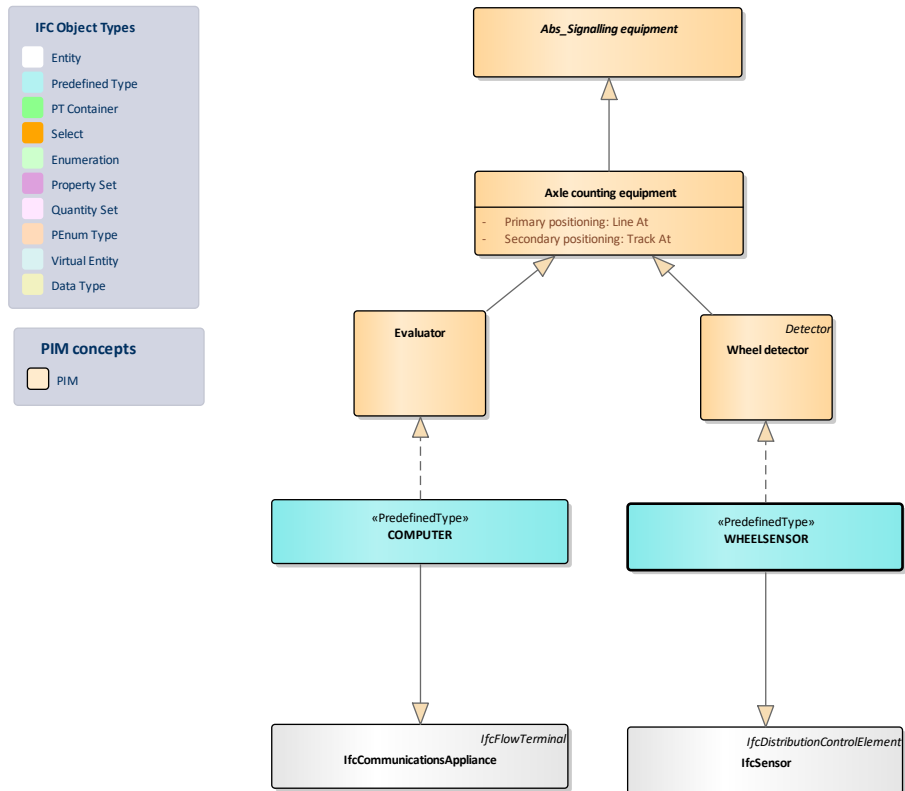 IFC Object Types
Entity
Predefined Type
PT Container
Select
Enumeration
Property Set
Quantity Set
PEnum Type
Virtual Entity
Data Type
PIM concepts
PIM
Abs_Signalling equipment
Axle counting equipment
- Primary positioning: Line At
- Secondary positioning: Track At
Evaluator
Detector
Wheel detector
«PredefinedType»
COMPUTER
«PredefinedType»
WHEELSENSOR
IfcFlowTerminal
IfcCommunicationsAppliance
IfcDistributionControlElement
IfcSensor